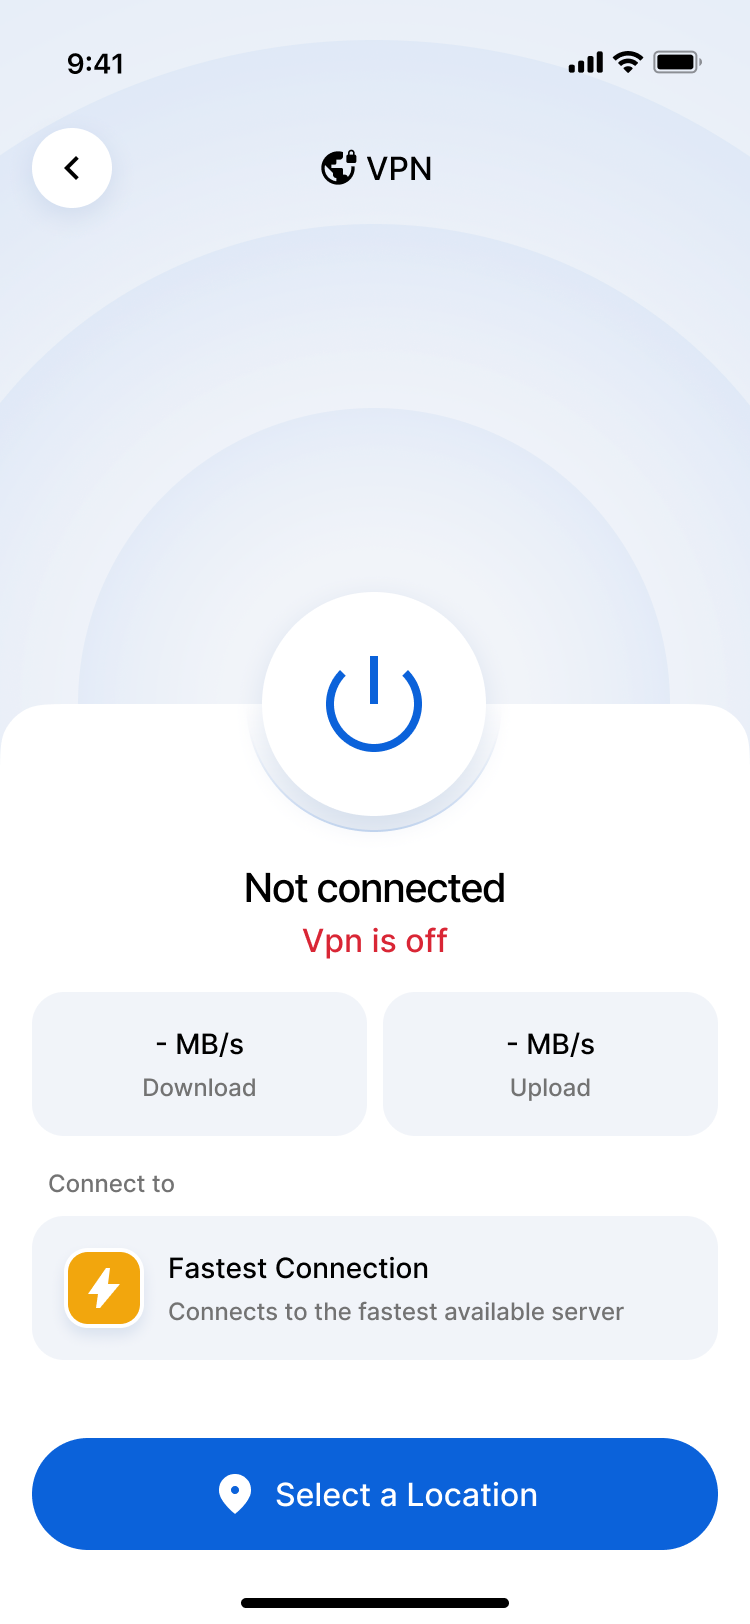 9:41
VPN
Not connected
Vpn is off
- MB/s
Download
- MB/s
Upload
Connect to
Fastest Connection
Connects to the fastest available server
Select a Location